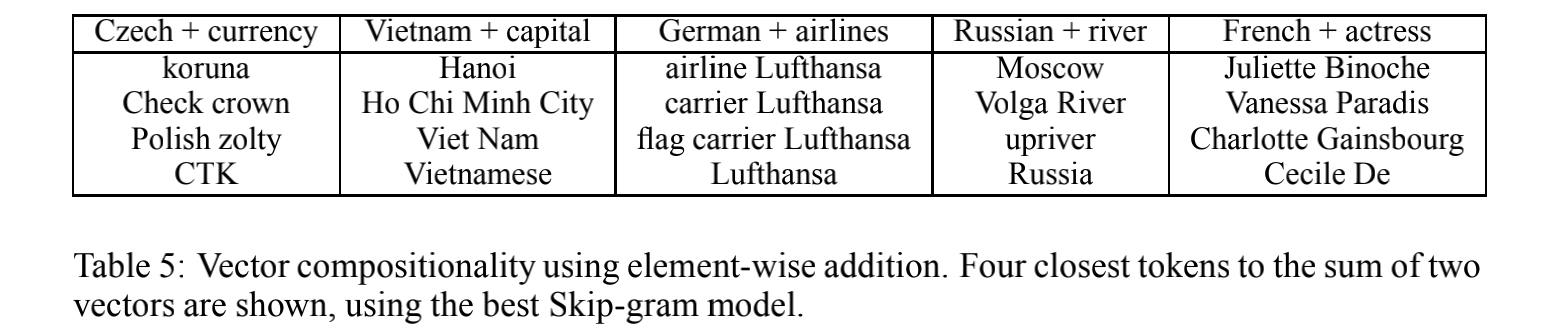 Czech + currency Vietnam + capital German + airlines Russian + river French + actress
koruna Hanoi airline Lufthansa Moscow Juliette Binoche
Check crown Ho Chi Minh City carrier Lufthansa Volga River Vanessa Paradis
Polish zolty Viet Nam flag carrier Lufthansa upriver Charlotte Gainsbourg
CTK Vietnamese Lufthansa Russia Cecile De
Table 5: Vector compositionality using element-wise addition. Four closest tokens to the sum of two
vectors are shown, using the best Skip-gram model.